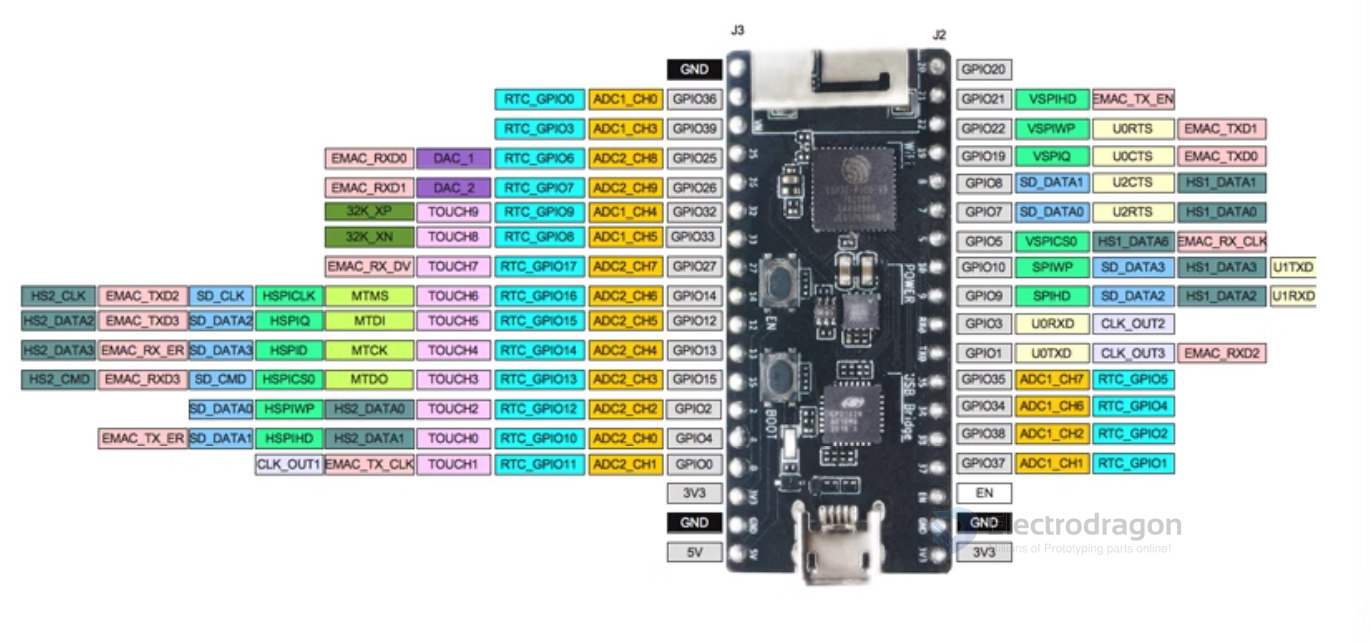 J3 J2
GND GPIO20
RTC_GPIO0 ADC1_CH0 GPIO36 GPIO21 VSPIHD EMAC_TX_EN
RTC_GPIO3 ADC1_CH3 GPIO39 GPIO22 VSPIWP U0RTS EMAC_TXD1
EMAC_RXD0 DAC_1 RTC_GPIO6 ADC2_CH8 GPIO25 GPIO19 VSPIQ U0CTS EMAC_TXD0
EMAC_RXD1 DAC_2 RTC_GPIO7 ADC2_CH9 GPIO26 GPIO8 SD_DATA1 U2CTS HS1_DATA1
32K_XP TOUCH9 RTC_GPIO9 ADC1_CH4 GPIO32 GPIO7 SD_DATA0 U2RTS HS1_DATA0
32K_XN TOUCH8 RTC_GPIO8 ADC1_CH5 GPIO33 GPIO5 VSPICS0 HS1_DATA6 EMAC_RX_CLK
EMAC_RX_DV TOUCH7 RTC_GPIO17 ADC2_CH7 GPIO27 GPIO10 SPIWP SD_DATA3 HS1_DATA3 U1TXD
HS2_CLK EMAC_TXD2 SD_CLK HSPICLK MTMS TOUCH6 RTC_GPIO16 ADC2_CH6 GPIO14 GPIO9 SPIHD SD_DATA2 HS1_DATA2 U1RXD
HS2_DATA2 EMAC_TXD3 SD_DATA2 HSPIQ MTDI TOUCH5 RTC_GPIO15 ADC2_CH5 GPIO12 GPIO3 U0RXD CLK_OUT2
HS2_DATA3 EMAC_RX_ER SD_DATA3 HSPID MTCK TOUCH4 RTC_GPIO14 ADC2_CH4 GPIO13 GPIO1 U0TXD CLK_OUT3 EMAC_RXD2
HS2_CMD EMAC_RXD3 SD_CMD HSPICS0 MTDO TOUCH3 RTC_GPIO13 ADC2_CH3 GPIO15 GPIO35 ADC1_CH7 RTC_GPIO5
SD_DATA0 HSPIWP HS2_DATA0 TOUCH2 RTC_GPIO12 ADC2_CH2 GPIO2 GPIO34 ADC1_CH6 RTC_GPIO4
EMAC_TX_ER SD_DATA1 HSPIHD HS2_DATA1 TOUCH0 RTC_GPIO10 ADC2_CH0 GPIO4 GPIO38 ADC1_CH2 RTC_GPIO2
CLK_OUT1 EMAC_TX_CLK TOUCH1 RTC_GPIO11 ADC2_CH1 GPIO0 GPIO37 ADC1_CH1 RTC_GPIO1
3V3 EN
GND GND
5V 3V3
WiFi
POWER
EN
USB Bridge
BOOT
electrodragon
Millions of Prototyping parts online!